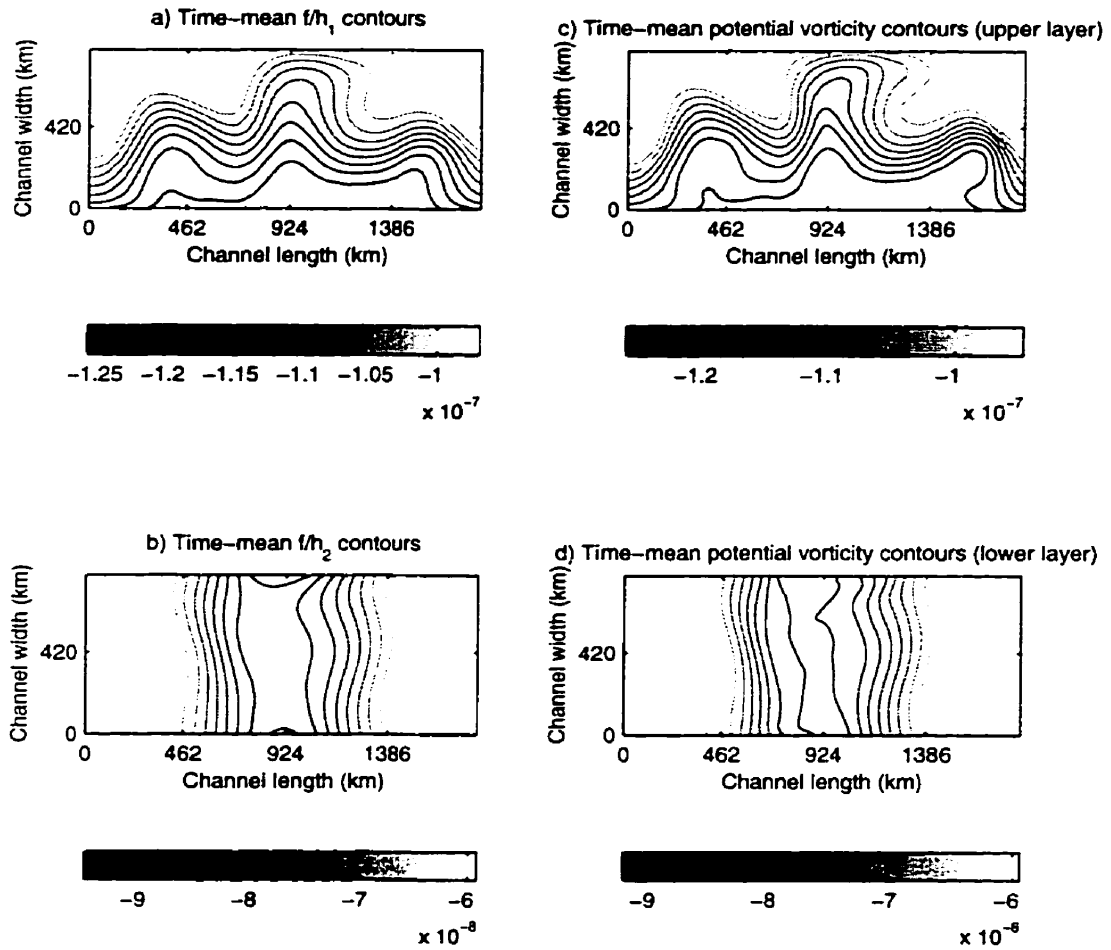 a) Time-mean f/h1 contours
Channel width (km)
420
0
0 462 924 1386
Channel length (km)
-1.25 -1.2 -1.15 -1.1 -1.05 -1
x 10^-7
c) Time-mean potential vorticity contours (upper layer)
Channel width (km)
420
0
0 462 924 1386
Channel length (km)
-1.2 -1.1 -1
x 10^-7
b) Time-mean f/h2 contours
Channel width (km)
420
0
0 462 924 1386
Channel length (km)
-9 -8 -7 -6
x 10^-8
d) Time-mean potential vorticity contours (lower layer)
Channel width (km)
420
0
0 462 924 1386
Channel length (km)
-9 -8 -7 -6
x 10^-6